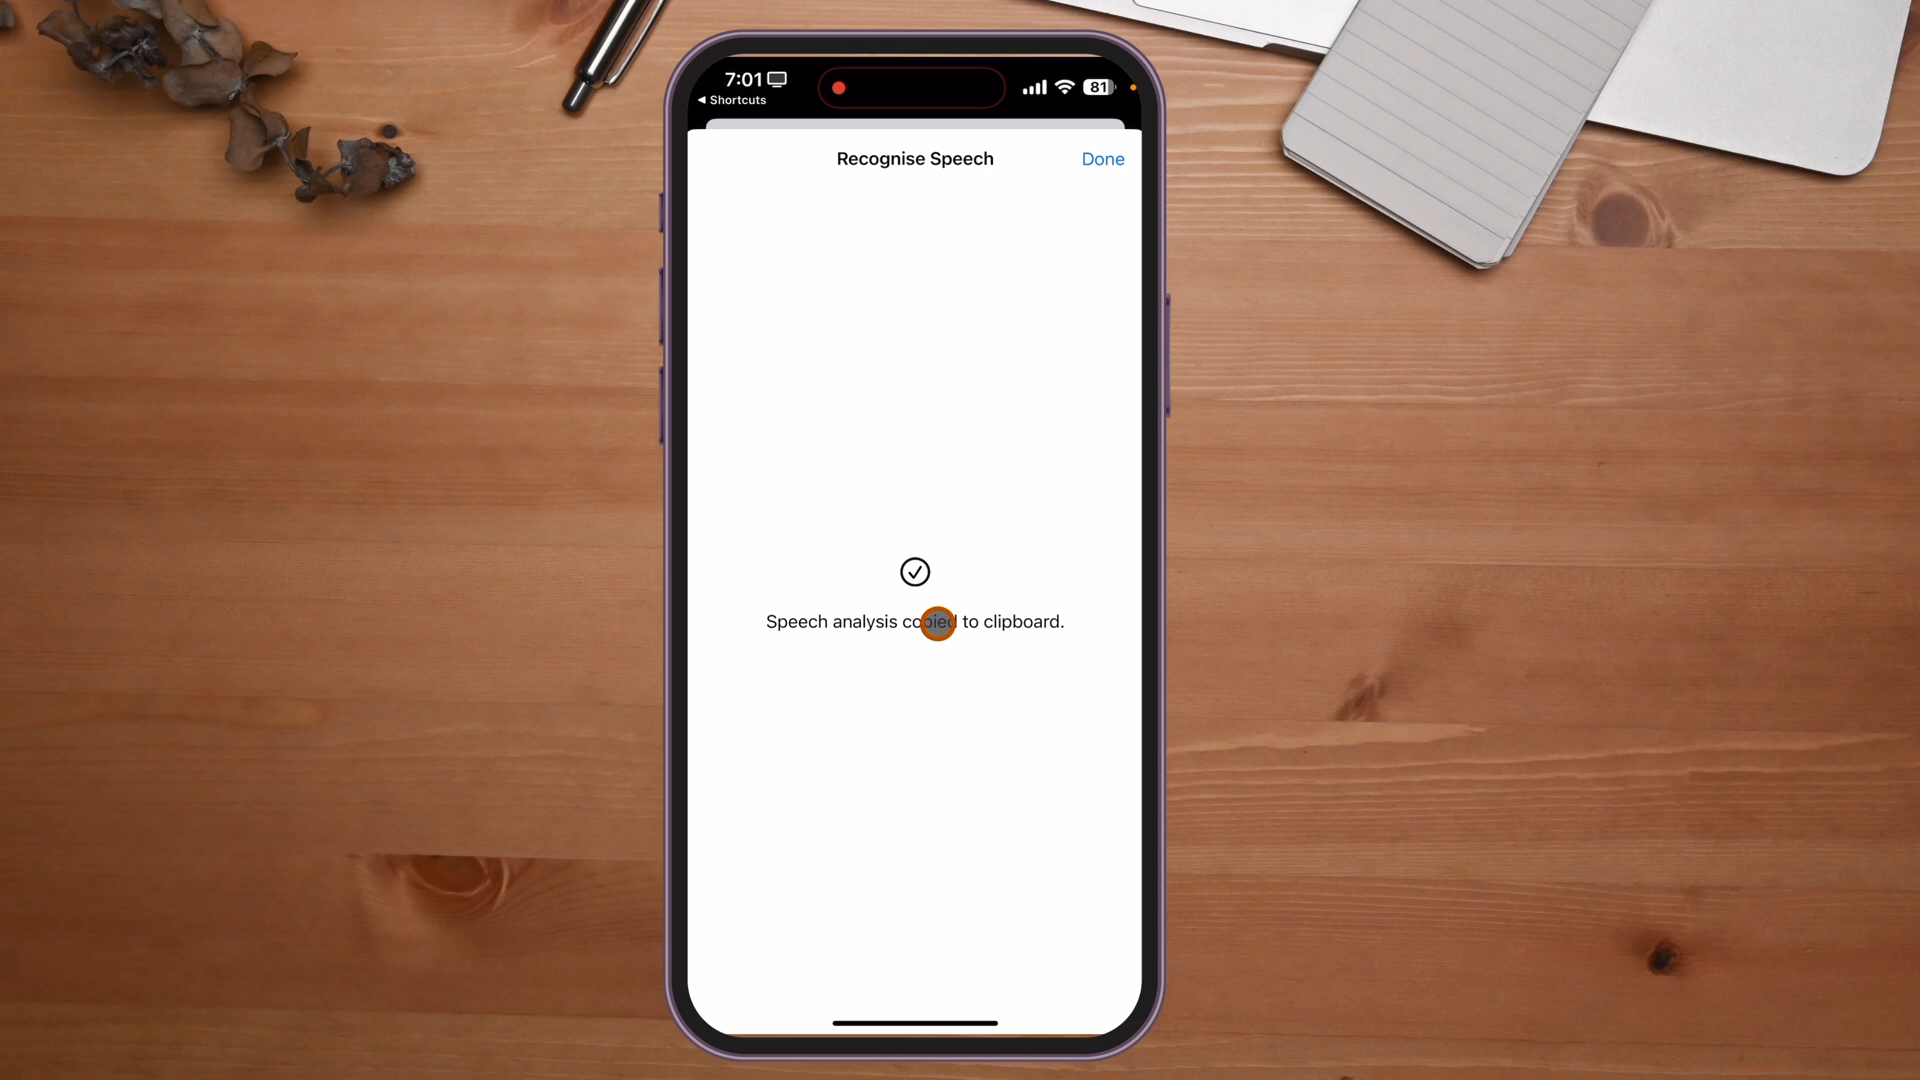 7:01
81
◀ Shortcuts
Recognise Speech
Done
Speech analysis copied to clipboard.